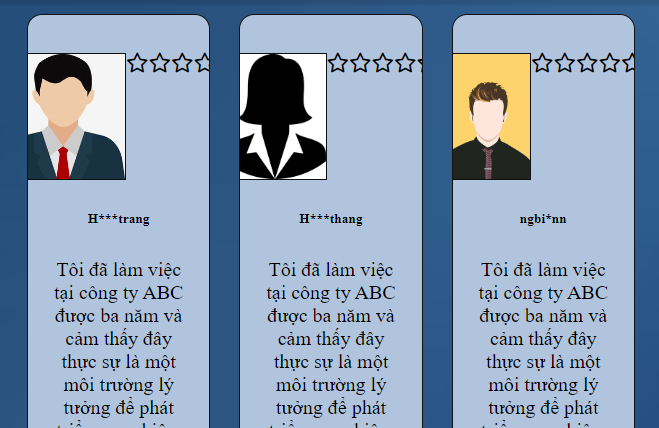 H***trang
Tôi đã làm việc
tại công ty ABC
được ba năm và
cảm thấy đây
thực sự là một
môi trường lý
tưởng để phát
H***thang
Tôi đã làm việc
tại công ty ABC
được ba năm và
cảm thấy đây
thực sự là một
môi trường lý
tưởng để phát
ngbi*nn
Tôi đã làm việc
tại công ty ABC
được ba năm và
cảm thấy đây
thực sự là một
môi trường lý
tưởng để phát